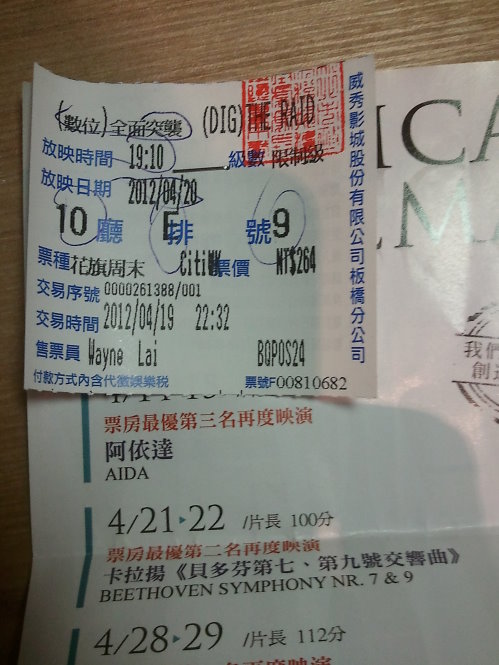 (數位)全面突襲 (DIG)THE RAID
放映時間 19:10 級數 限制級
放映日期 2012/04/20
10 廳 E 排 號 9
票種 花旗周末 CitiWK 票價 NT$264
交易序號 0000261388/001
交易時間 2012/04/19 22:32
售票員 Wayne Lai BQPOS24
付款方式內含代徵娛樂税 票號F00810682
威秀影城股份有限公司板橋分公司
ICA
EMA
我們
創造
票房最優第三名再度映演
阿依達
AIDA
4/21▸22 /片長 100分
票房最優第二名再度映演
卡拉揚《貝多芬第七、第九號交響曲》
BEETHOVEN SYMPHONY NR. 7 & 9
4/28▸29 /片長 112分